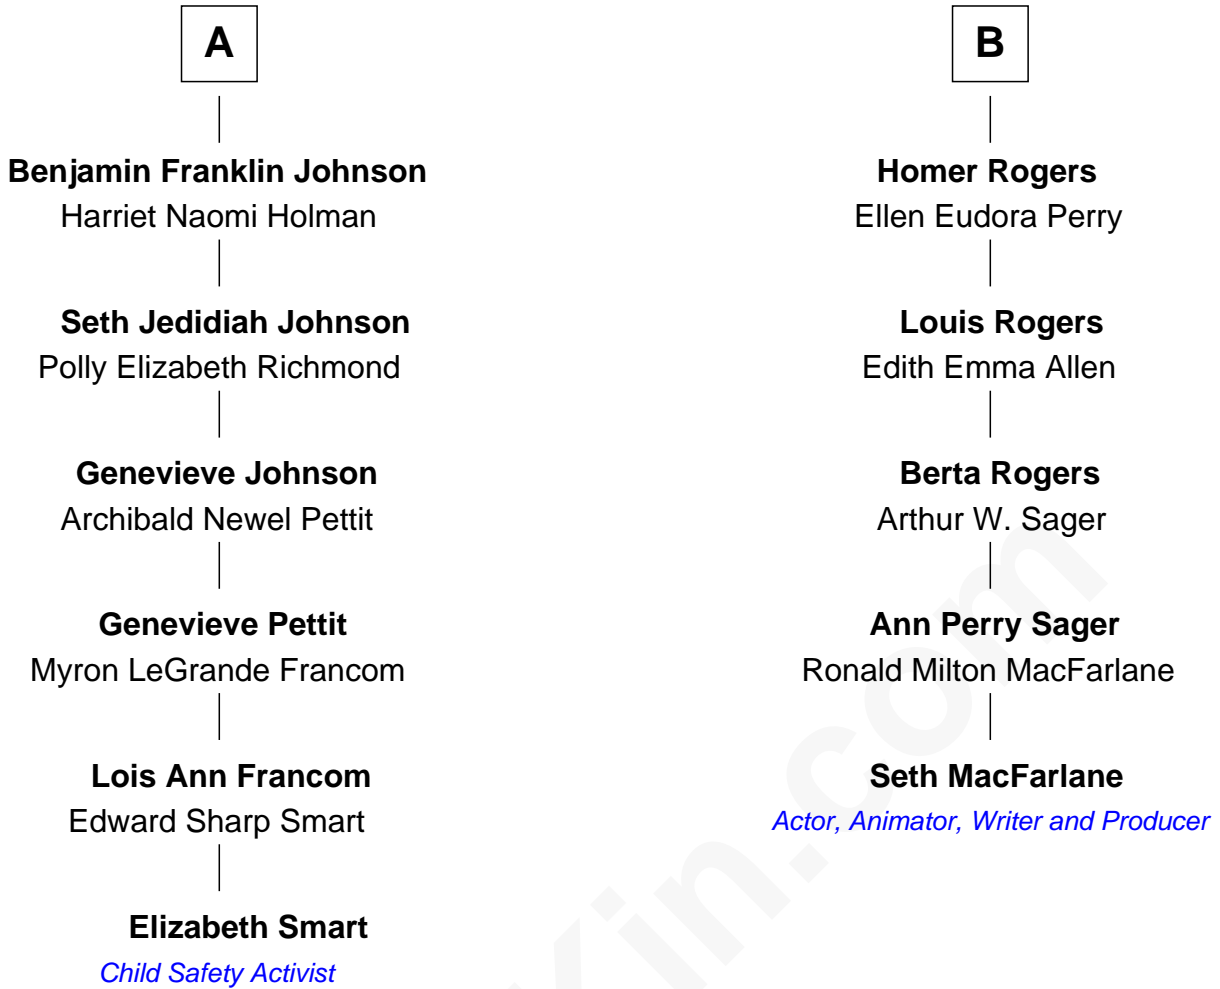 A
Benjamin Franklin Johnson
Harriet Naomi Holman
Seth Jedidiah Johnson
Polly Elizabeth Richmond
Genevieve Johnson
Archibald Newel Pettit
Genevieve Pettit
Myron LeGrande Francom
Lois Ann Francom
Edward Sharp Smart
Elizabeth Smart
Child Safety Activist
B
Homer Rogers
Ellen Eudora Perry
Louis Rogers
Edith Emma Allen
Berta Rogers
Arthur W. Sager
Ann Perry Sager
Ronald Milton MacFarlane
Seth MacFarlane
Actor, Animator, Writer and Producer
Kin.com